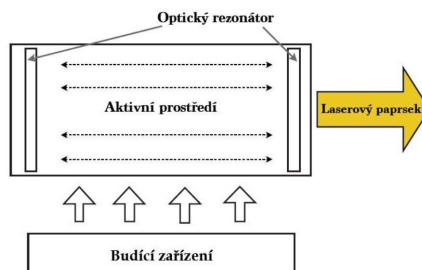 Optický rezonátor
Aktivní prostředí
Laserový paprsek
Budící zařízení